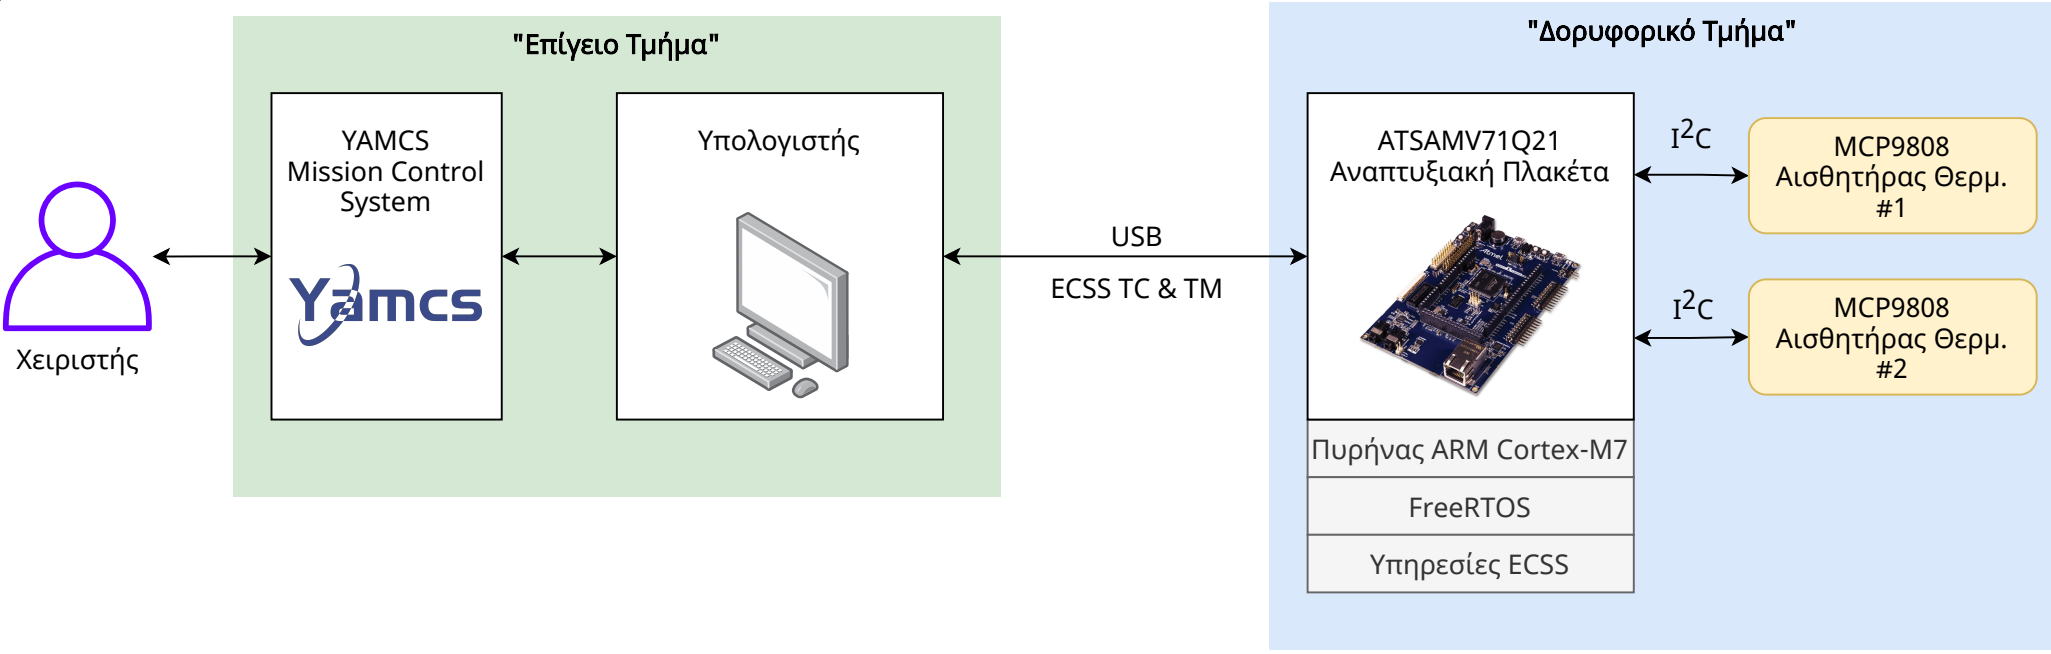 "Επίγειο Τμήμα"
"Δορυφορικό Τμήμα"
YAMCS
Mission Control
System
Yamcs
Υπολογιστής
Χειριστής
USB
ECSS TC & TM
ATSAMV71Q21
Αναπτυξιακή Πλακέτα
Πυρήνας ARM Cortex-M7
FreeRTOS
Υπηρεσίες ECSS
I²C
MCP9808
Αισθητήρας Θερμ.
#1
I²C
MCP9808
Αισθητήρας Θερμ.
#2